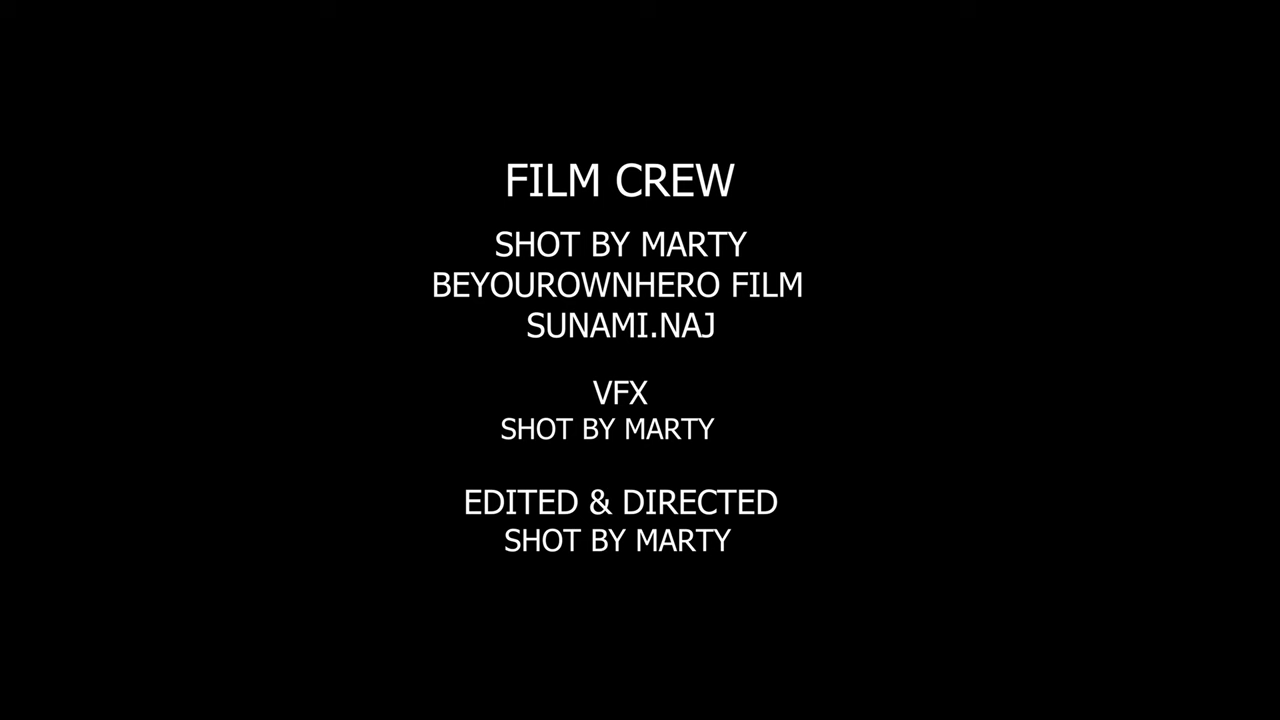 FILM CREW
SHOT BY MARTY
BEYOUROWNHERO FILM
SUNAMI.NAJ
VFX
SHOT BY MARTY
EDITED & DIRECTED
SHOT BY MARTY